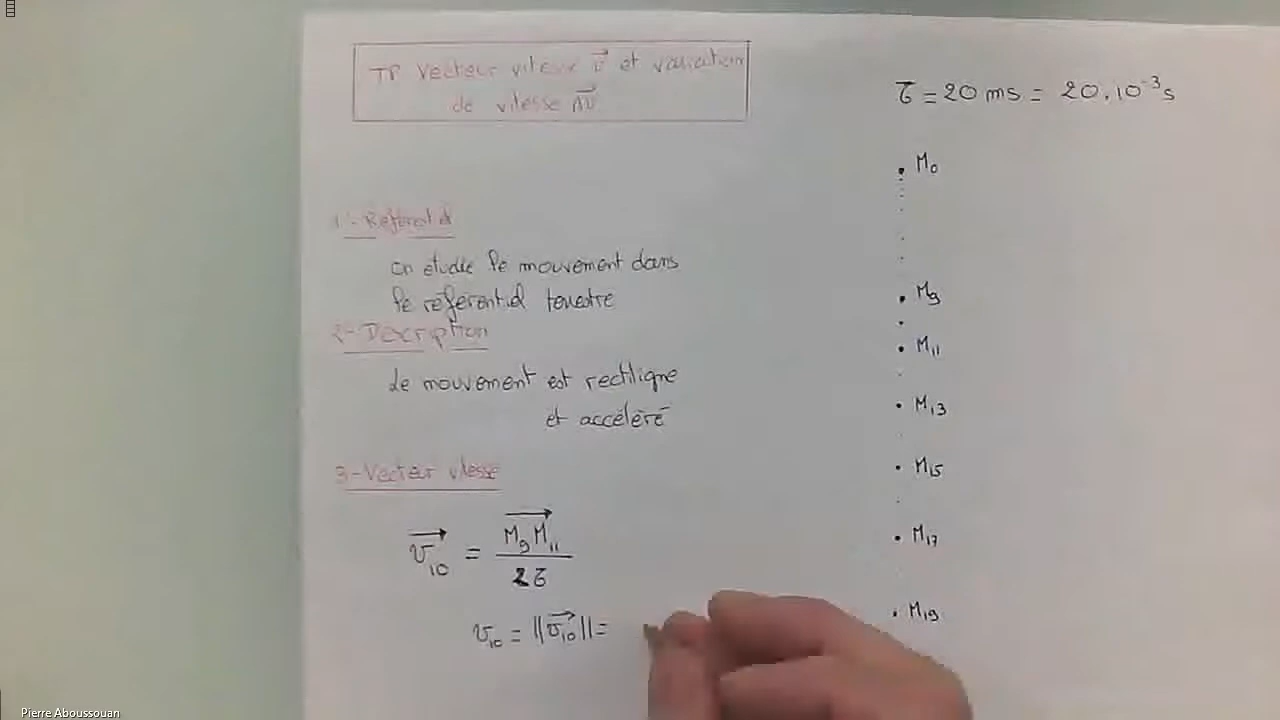 TP Vecteur vitesse v⃗ et variation
de vitesse Δv⃗
τ = 20 ms = 20.10⁻³ s
1 - Référentiel
on étudie le mouvement dans
le référentiel terrestre
2 - Description
Le mouvement est rectiligne
et accéléré
3 - Vecteur vitesse
v⃗₁₀ = M₉M₁₁⃗ / 2τ
v₁₀ = ||v⃗₁₀|| =
M₀
M₉
M₁₁
M₁₃
M₁₅
M₁₇
M₁₉
Pierre Aboussouan